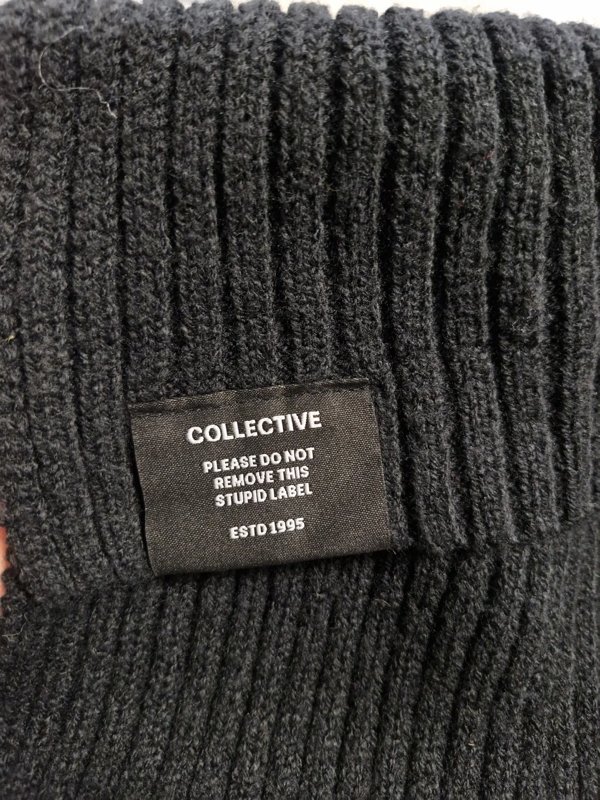 COLLECTIVE
PLEASE DO NOT
REMOVE THIS
STUPID LABEL
ESTD 1995